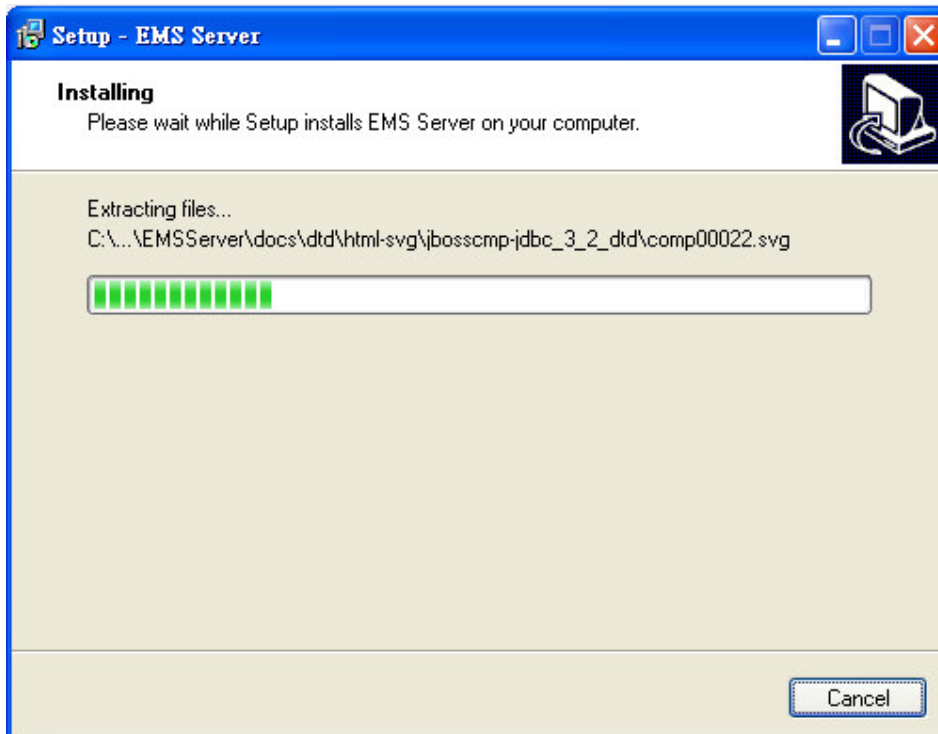 Setup - EMS Server
Installing
Please wait while Setup installs EMS Server on your computer.
Extracting files...
C:\...\EMSServer\docs\dtd\html-svg\jbosscmp-jdbc_3_2_dtd\comp00022.svg
Cancel